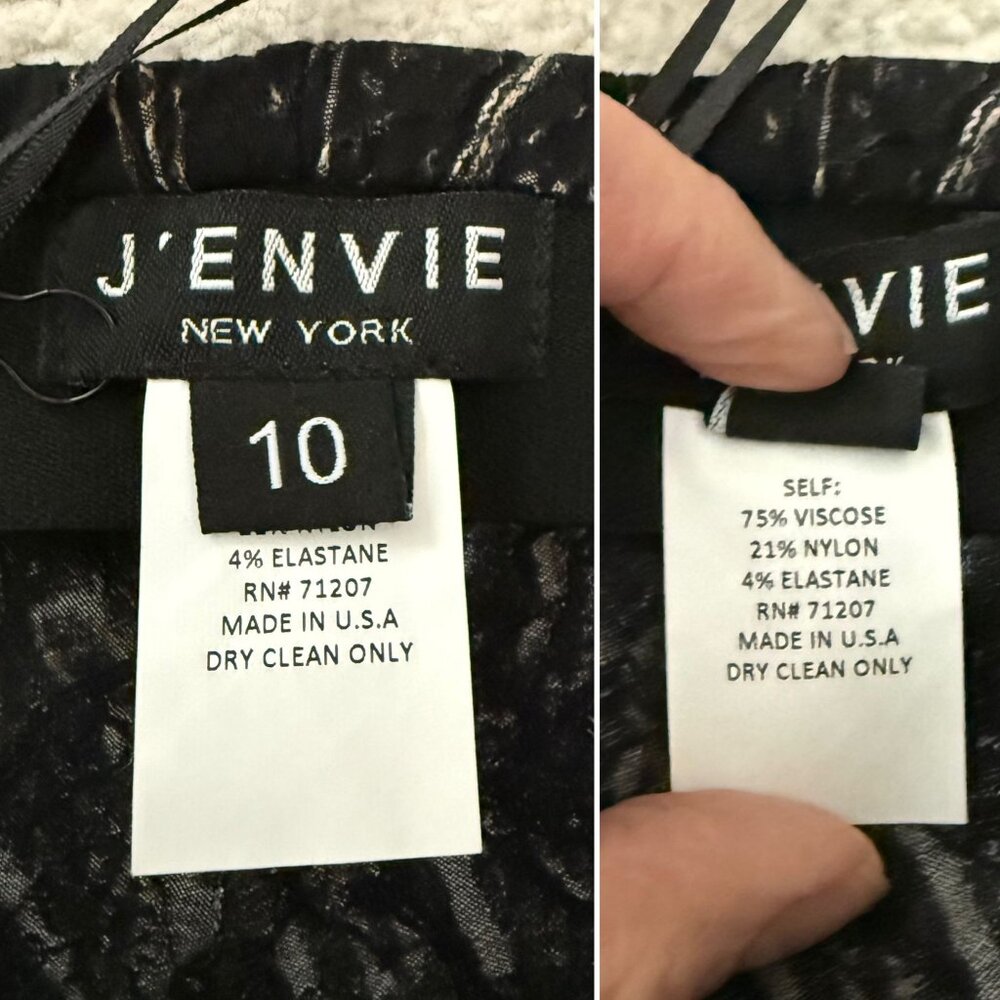 J'ENVIE
NEW YORK
10
4% ELASTANE
RN# 71207
MADE IN U.S.A
DRY CLEAN ONLY
VIE
SELF:
75% VISCOSE
21% NYLON
4% ELASTANE
RN# 71207
MADE IN U.S.A
DRY CLEAN ONLY